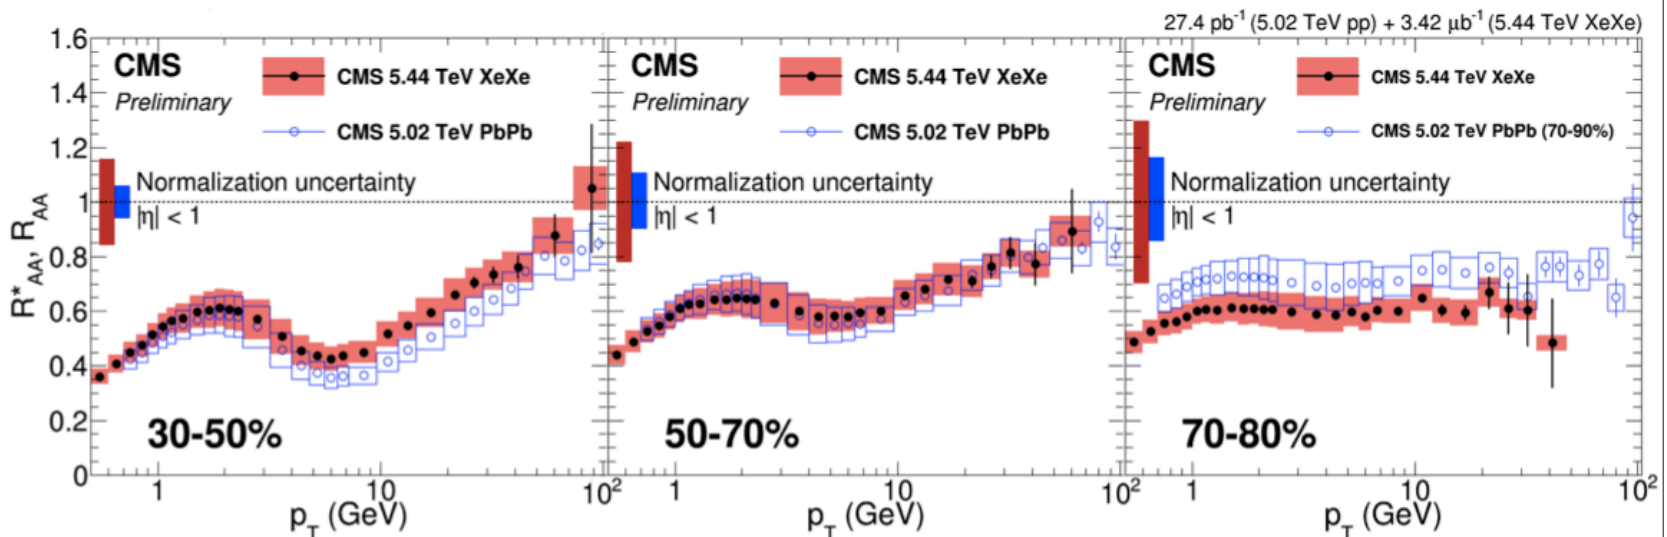 27.4 pb⁻¹ (5.02 TeV pp) + 3.42 μb⁻¹ (5.44 TeV XeXe)
R*AA, RAA
1.6
1.4
1.2
1
0.8
0.6
0.4
0.2
0
CMS
Preliminary
CMS 5.44 TeV XeXe
CMS 5.02 TeV PbPb
Normalization uncertainty
|η| < 1
30-50%
1 10 10²
pT (GeV)
CMS
Preliminary
CMS 5.44 TeV XeXe
CMS 5.02 TeV PbPb
Normalization uncertainty
|η| < 1
50-70%
1 10 10²
pT (GeV)
CMS
Preliminary
CMS 5.44 TeV XeXe
CMS 5.02 TeV PbPb (70-90%)
Normalization uncertainty
|η| < 1
70-80%
1 10 10²
pT (GeV)